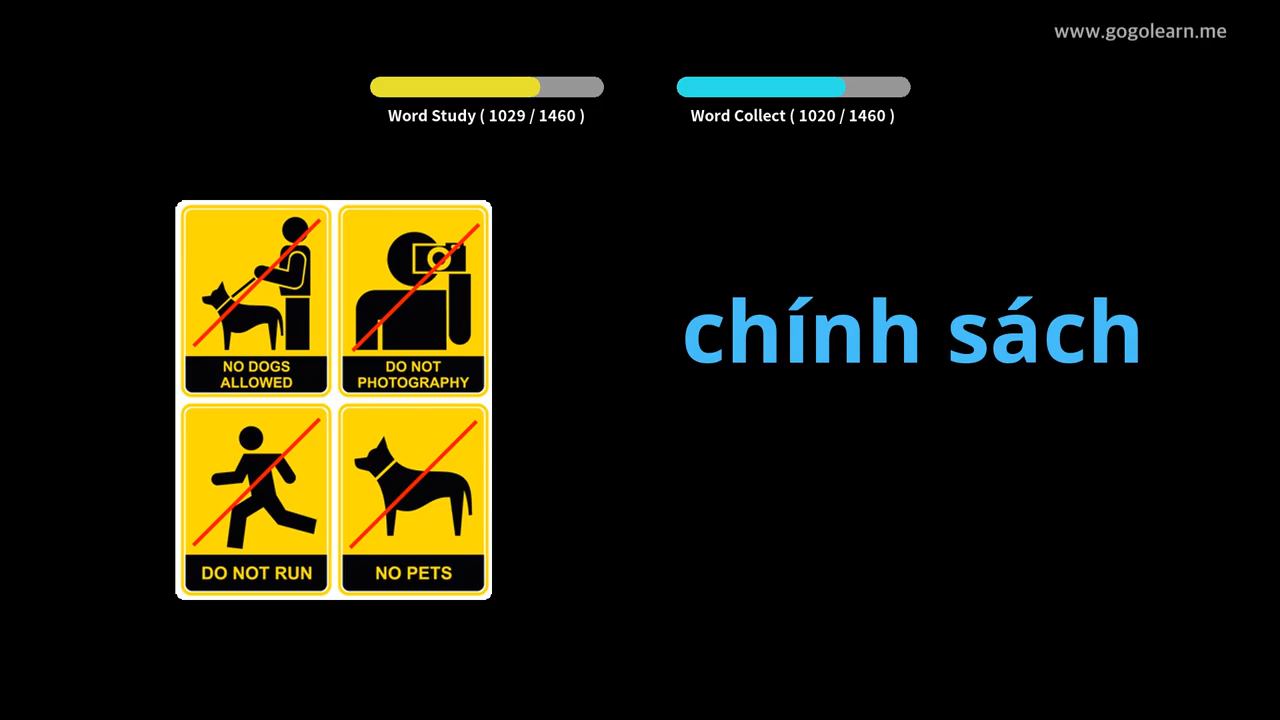 www.gogolearn.me
Word Study ( 1029 / 1460 )
Word Collect ( 1020 / 1460 )
NO DOGS
ALLOWED
DO NOT
PHOTOGRAPHY
chính sách
DO NOT RUN
NO PETS